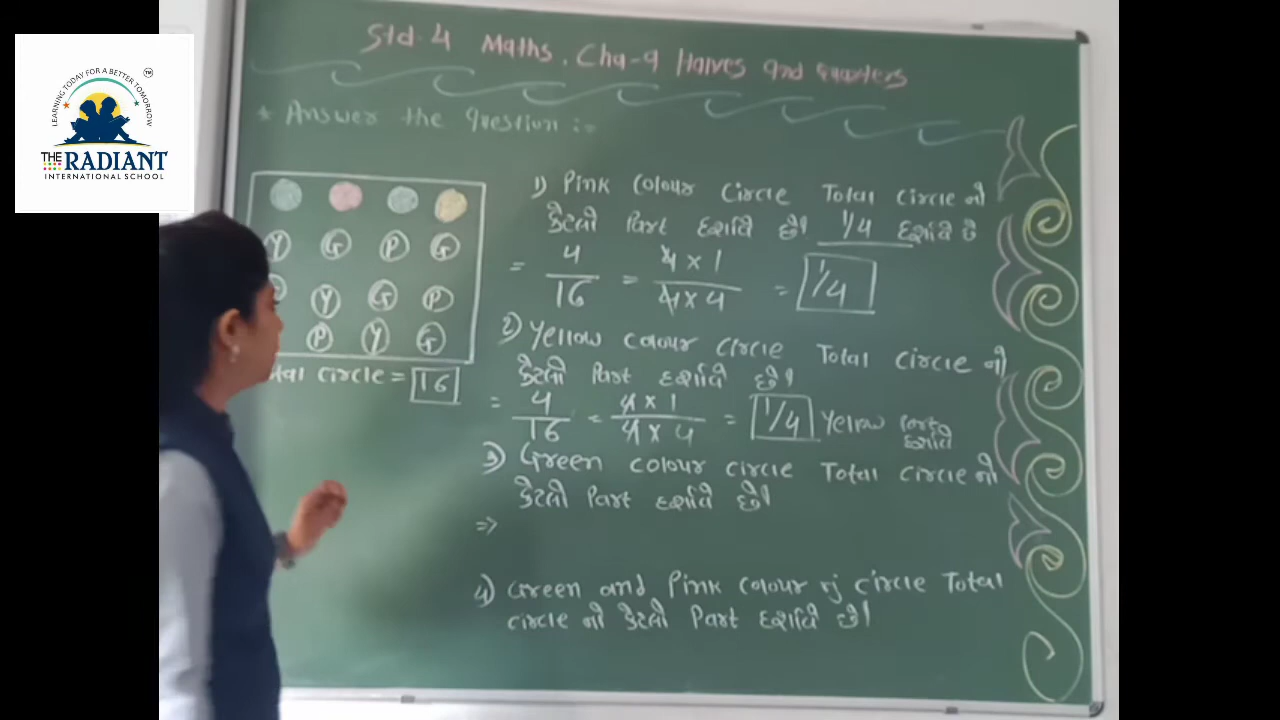 LEARNING TODAY FOR A BETTER TOMORROW
TM
THE RADIANT
INTERNATIONAL SCHOOL
Std. 4 Maths. Cha-9 Halves and Quarters
* Answer the Question :-
Y G P G
Y G P
P Y G
Total circle = 16
1) Pink Colour Circle Total Circle નો
કેટલો Part દર્શાવે છે। 1/4 દર્શાવે છે
= 4/16 = 4 × 1 / 4 × 4 = 1/4
2) Yellow colour circle Total circle નો
કેટલો Part દર્શાવે છે।
= 4/16 = 4 × 1 / 4 × 4 = 1/4 Yellow Part
દર્શાવે
3) Green colour circle Total circle નો
કેટલો Part દર્શાવે છે।
⇒
4) Green and Pink colour નું circle Total
circle નો કેટલો Part દર્શાવે છે।